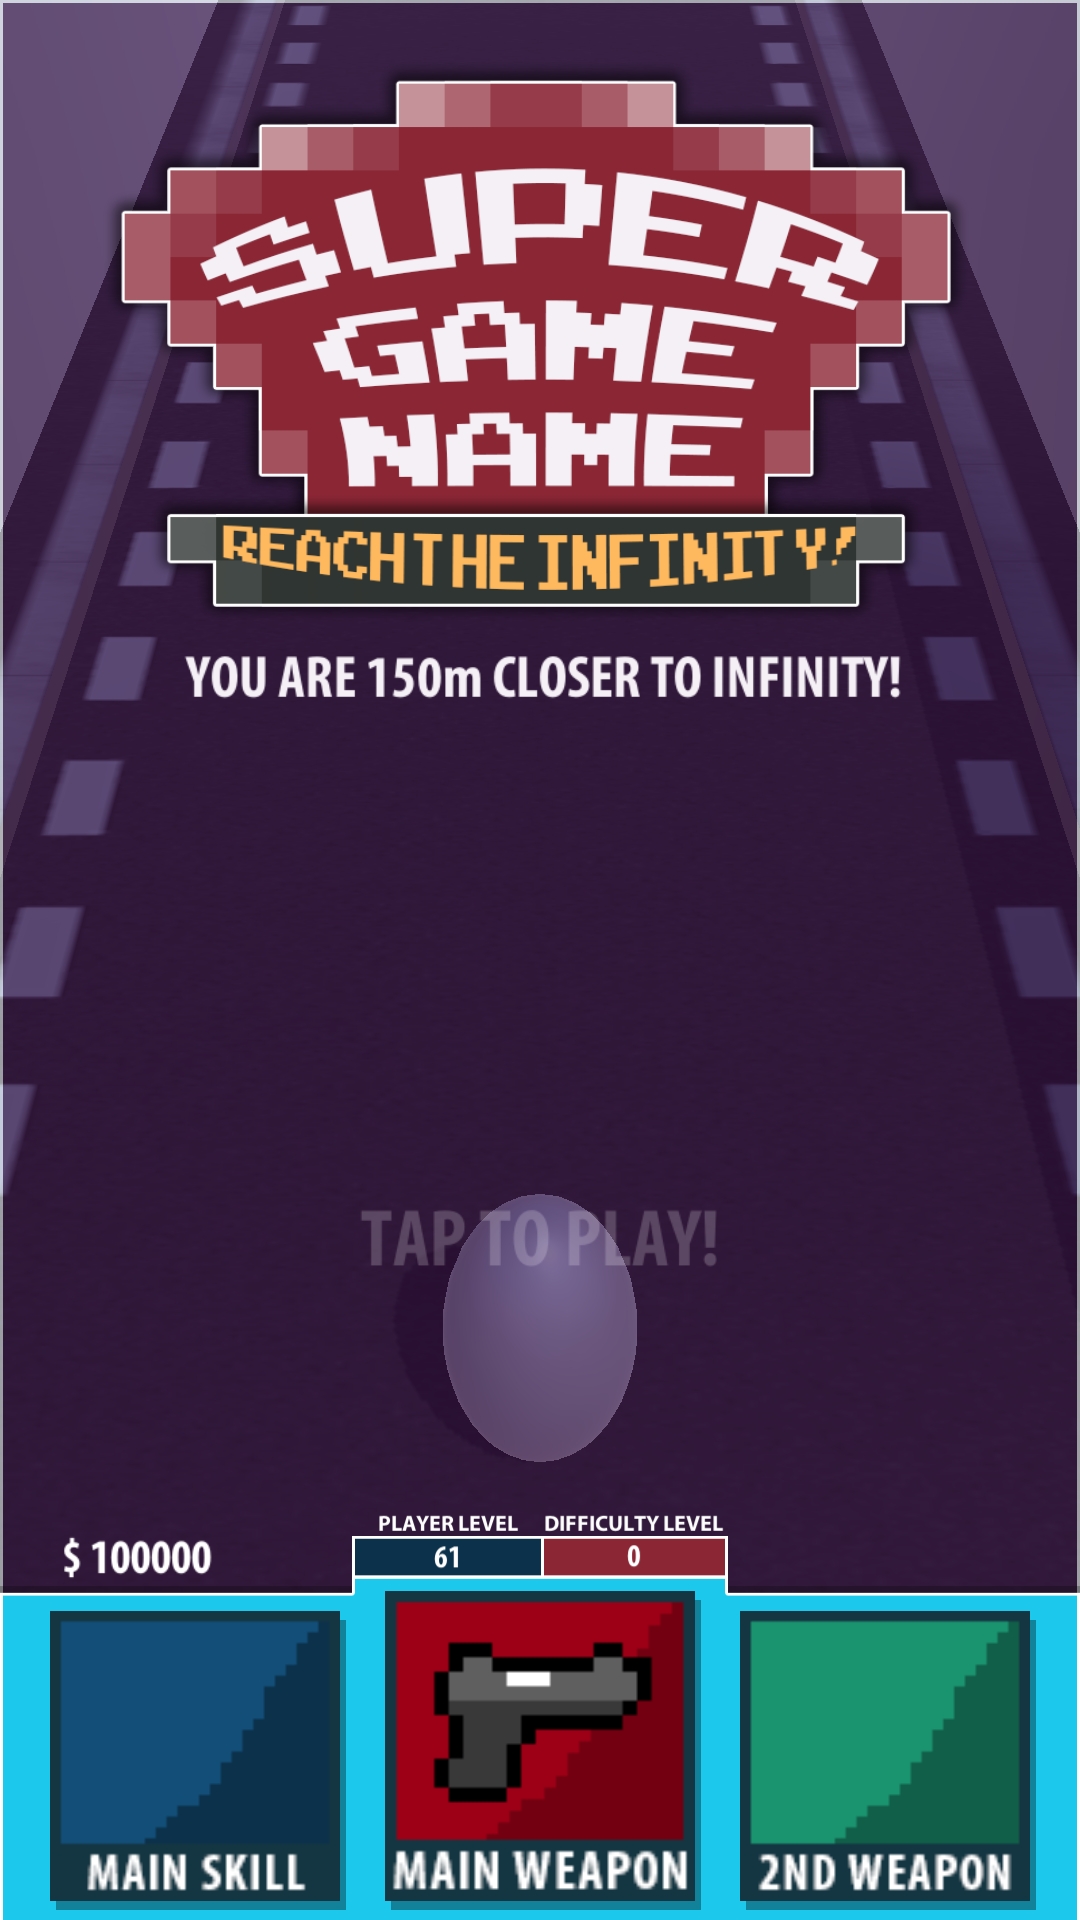 SUPER
GAME
NAME
REACH THE INFINITY!
YOU ARE 150m CLOSER TO INFINITY!
TAP TO PLAY!
PLAYER LEVEL DIFFICULTY LEVEL
$ 100000 61 0
MAIN SKILL MAIN WEAPON 2ND WEAPON